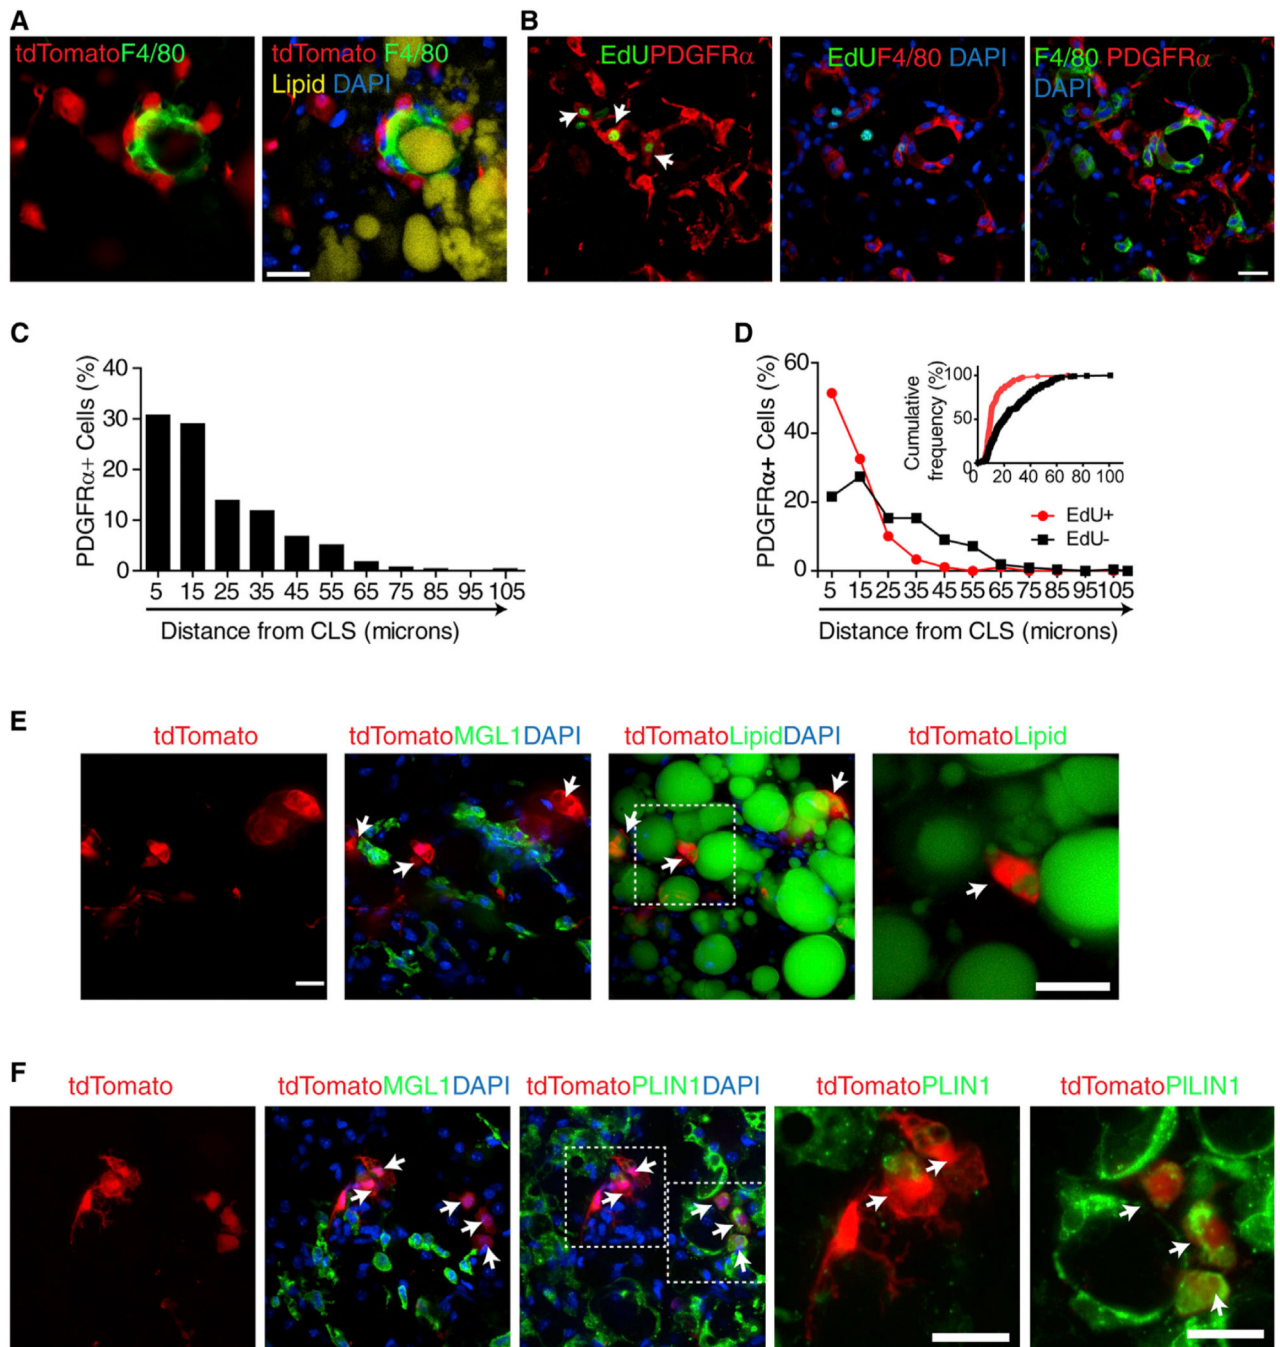 A
tdTomatoF4/80
tdTomato F4/80
Lipid DAPI
B
EdUPDGFRα
EdUF4/80 DAPI
F4/80 PDGFRα
DAPI
C
PDGFRα+ Cells (%)
40
30
20
10
0
5 15 25 35 45 55 65 75 85 95 105
Distance from CLS (microns)
D
PDGFRα+ Cells (%)
60
40
20
0
5 15 25 35 45 55 65 75 85 95 105
Distance from CLS (microns)
Cumulative
frequency (%)
100
50
0
20 40 60 80 100
EdU+
EdU-
E
tdTomato
tdTomatoMGL1DAPI
tdTomatoLipidDAPI
tdTomatoLipid
F
tdTomato
tdTomatoMGL1DAPI
tdTomatoPLIN1DAPI
tdTomatoPLIN1
tdTomatoPlLIN1